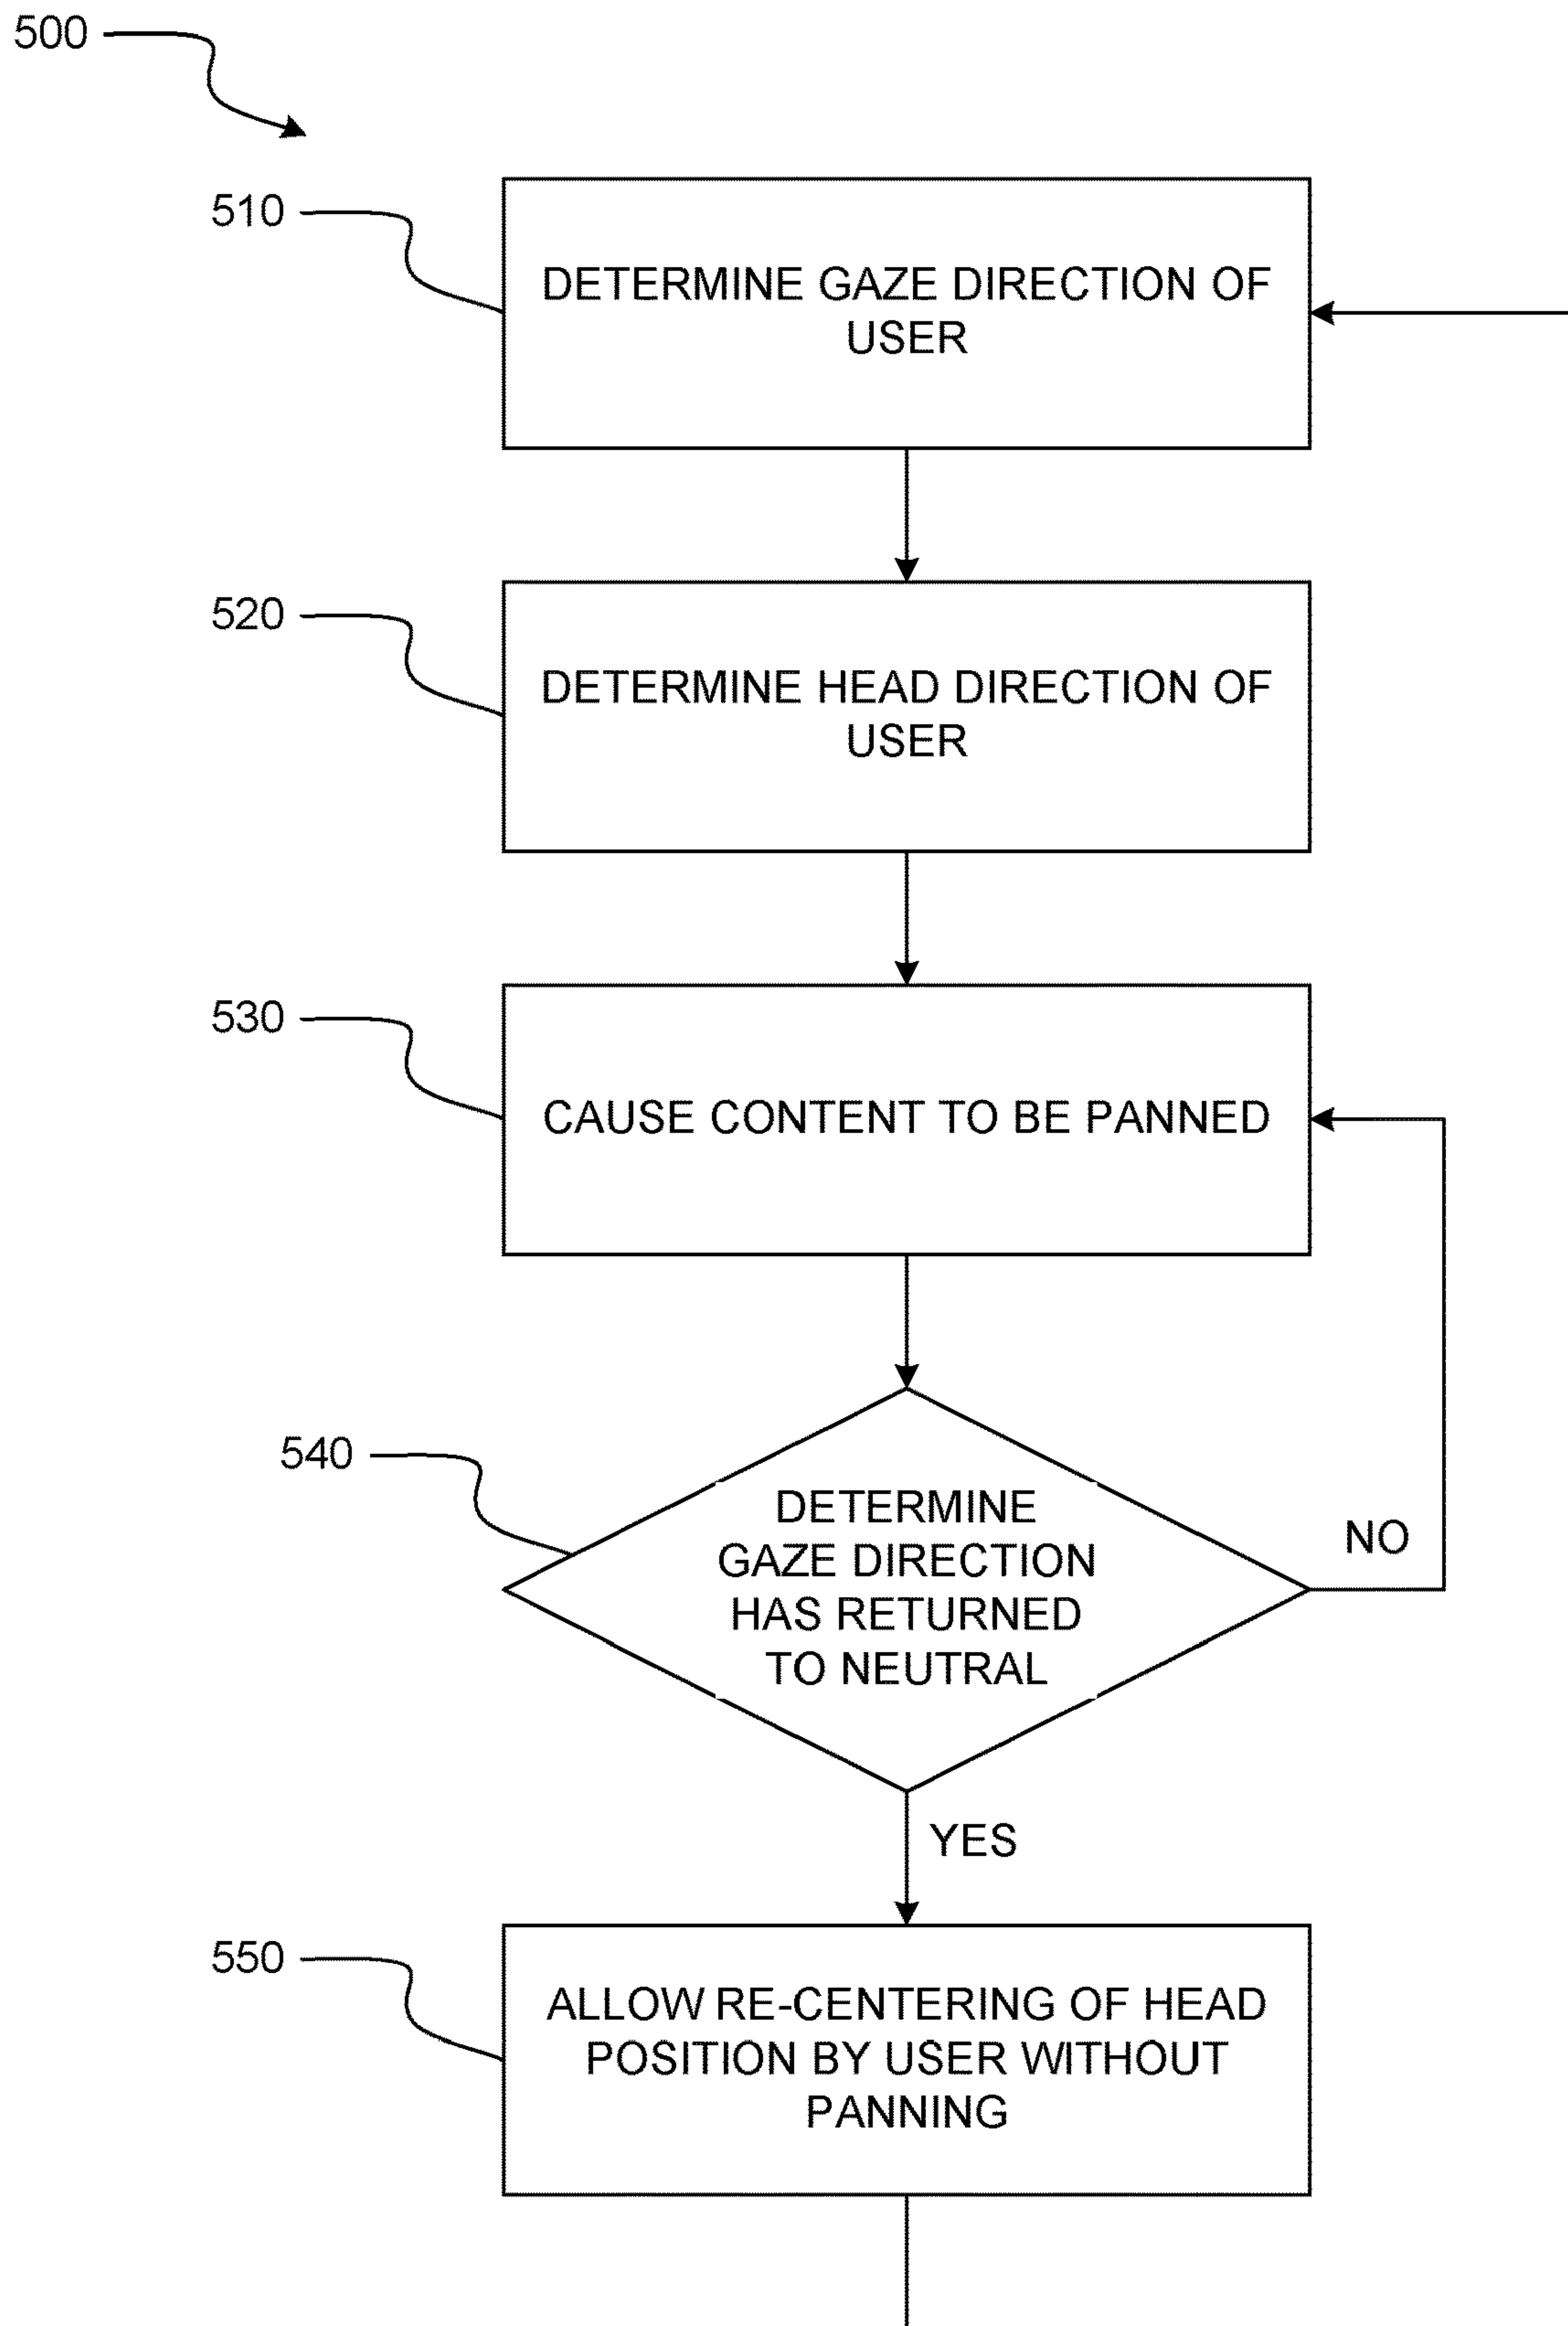 500
510
DETERMINE GAZE DIRECTION OF
USER
520
DETERMINE HEAD DIRECTION OF
USER
530
CAUSE CONTENT TO BE PANNED
540
DETERMINE
GAZE DIRECTION
HAS RETURNED
TO NEUTRAL
NO
YES
550
ALLOW RE-CENTERING OF HEAD
POSITION BY USER WITHOUT
PANNING